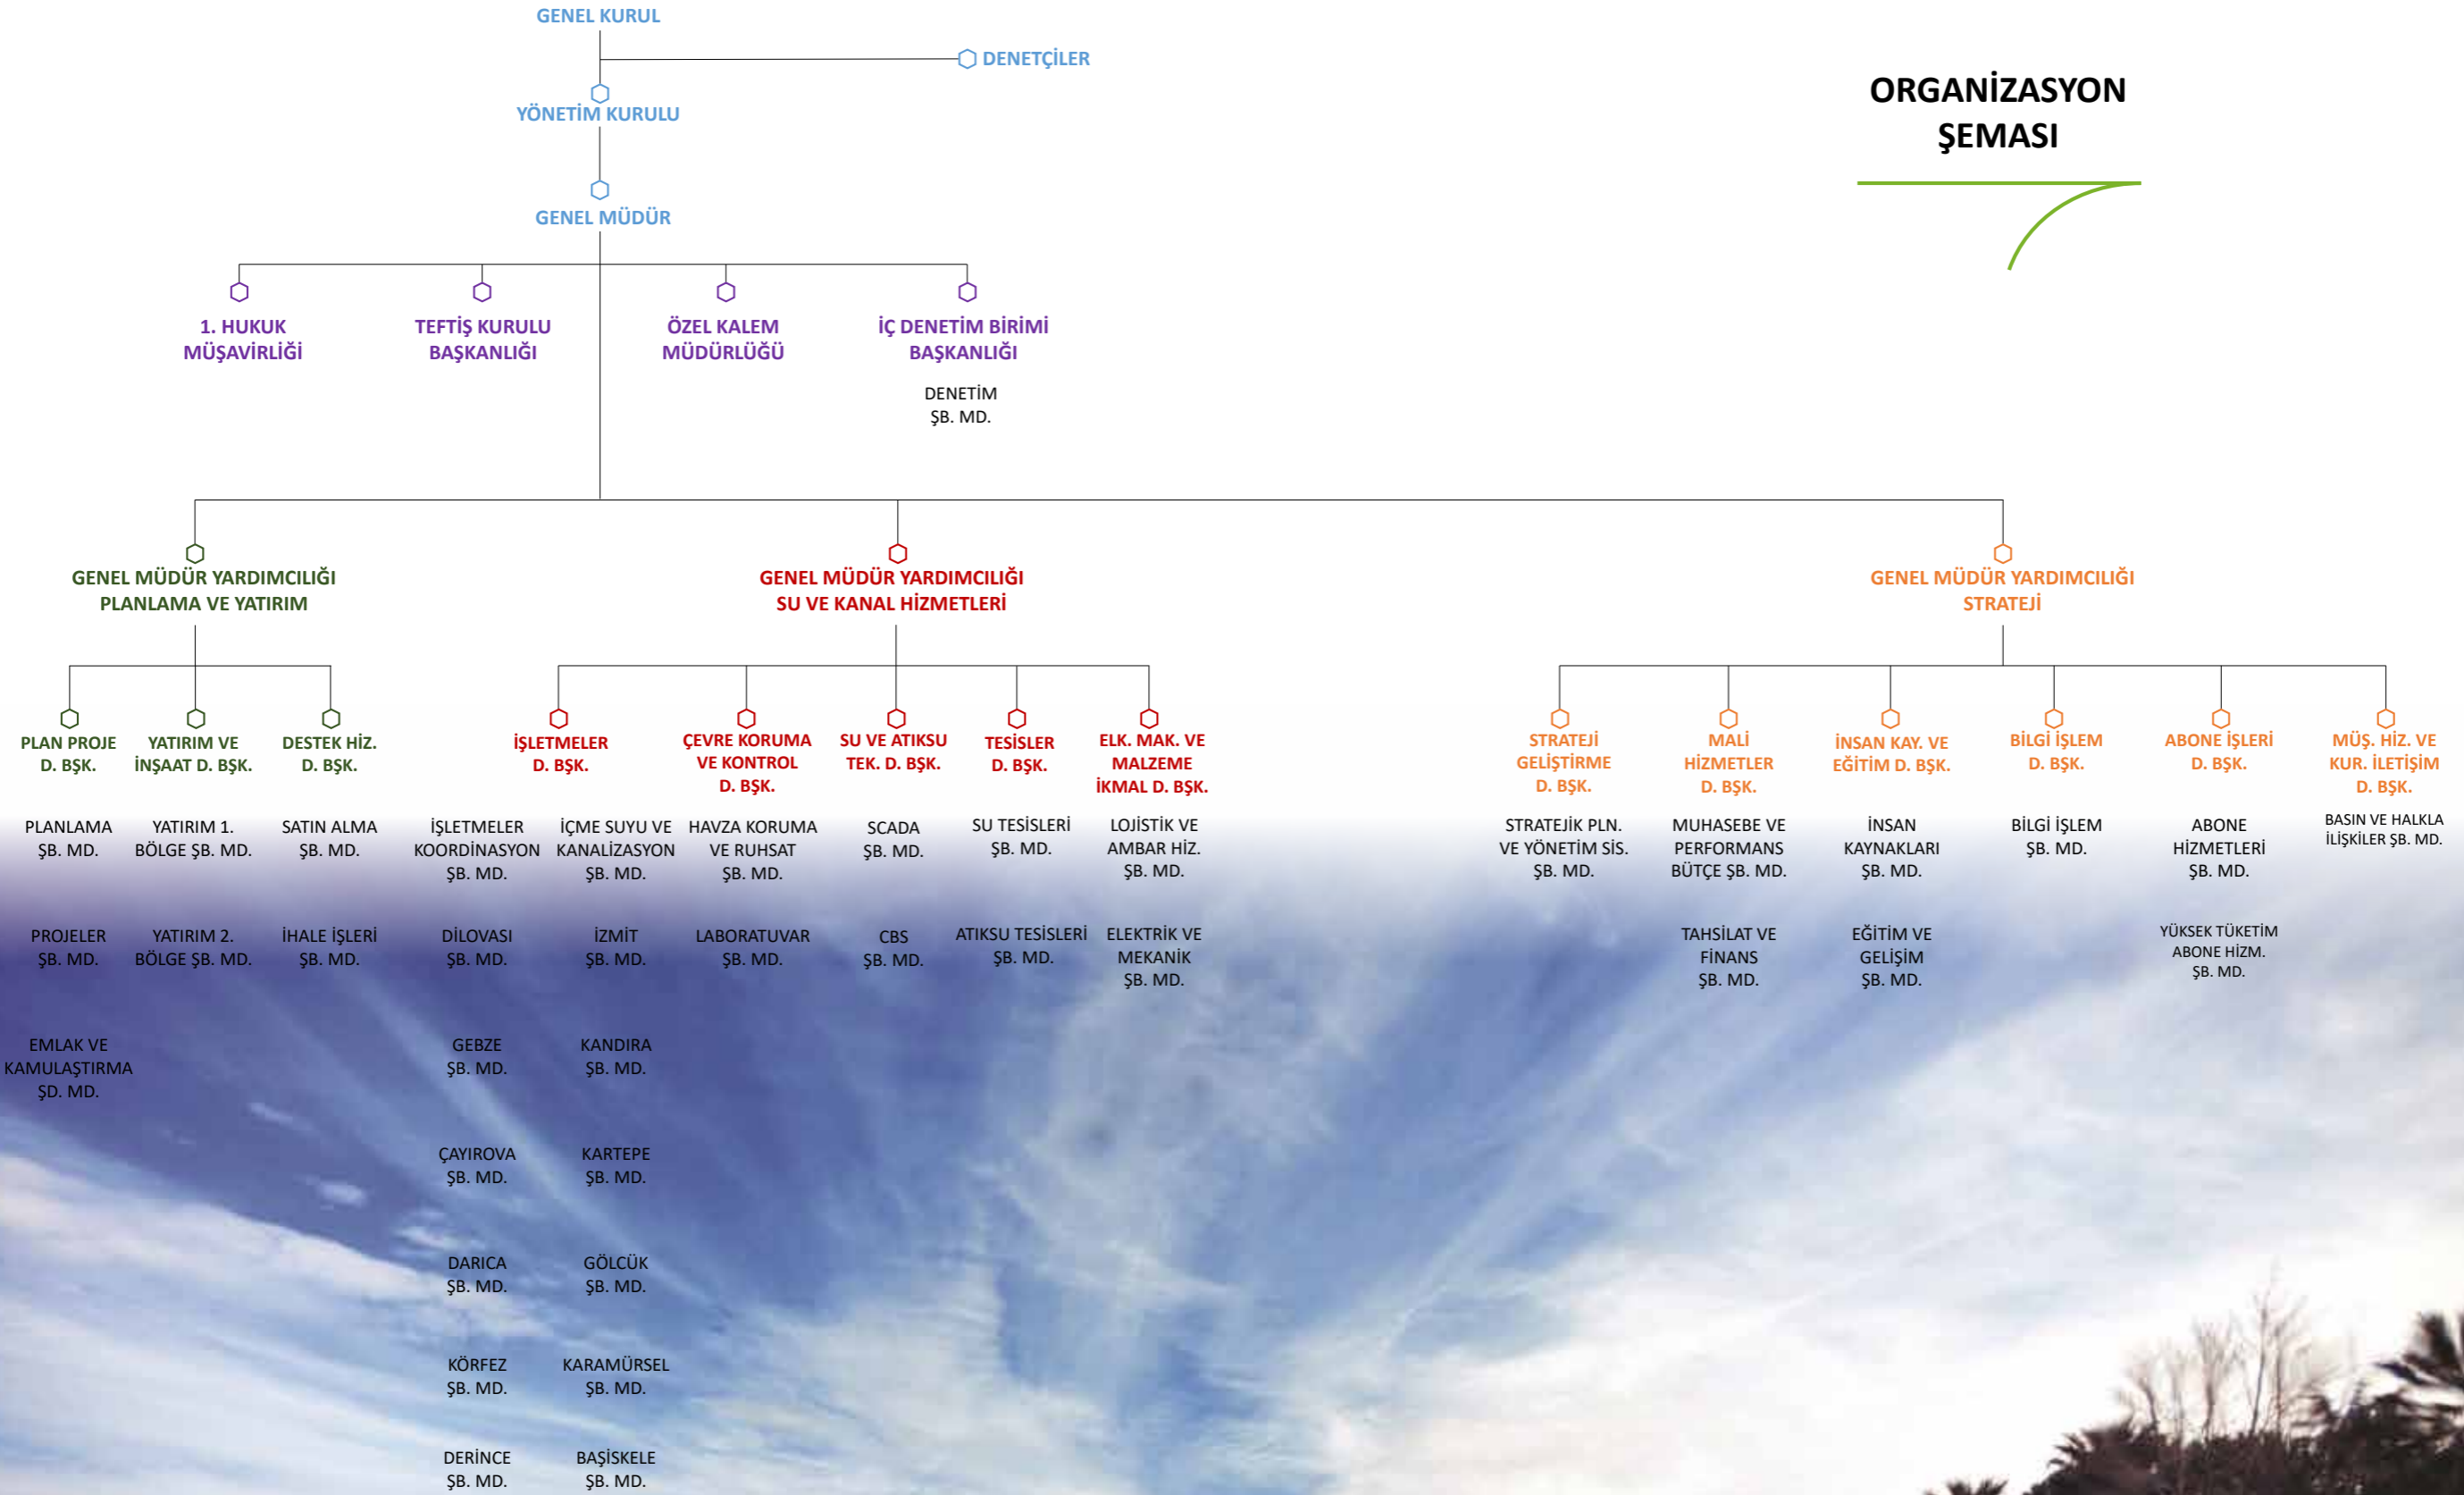 GENEL KURUL
DENETÇİLER
YÖNETİM KURULU
GENEL MÜDÜR
ORGANİZASYON
ŞEMASI
1. HUKUK
MÜŞAVİRLİĞİ
TEFTİŞ KURULU
BAŞKANLIĞI
ÖZEL KALEM
MÜDÜRLÜĞÜ
İÇ DENETİM BİRİMİ
BAŞKANLIĞI
DENETİM
ŞB. MD.
GENEL MÜDÜR YARDIMCILIĞI
PLANLAMA VE YATIRIM
GENEL MÜDÜR YARDIMCILIĞI
SU VE KANAL HİZMETLERİ
GENEL MÜDÜR YARDIMCILIĞI
STRATEJİ
PLAN PROJE
D. BŞK.
PLANLAMA
ŞB. MD.
PROJELER
ŞB. MD.
EMLAK VE
KAMULAŞTIRMA
ŞD. MD.
YATIRIM VE
İNŞAAT D. BŞK.
YATIRIM 1.
BÖLGE ŞB. MD.
YATIRIM 2.
BÖLGE ŞB. MD.
DESTEK HİZ.
D. BŞK.
SATIN ALMA
ŞB. MD.
İHALE İŞLERİ
ŞB. MD.
İŞLETMELER
D. BŞK.
İŞLETMELER
KOORDİNASYON
ŞB. MD.
DİLOVASI
ŞB. MD.
GEBZE
ŞB. MD.
ÇAYIROVA
ŞB. MD.
DARICA
ŞB. MD.
KÖRFEZ
ŞB. MD.
DERİNCE
ŞB. MD.
İÇME SUYU VE
KANALİZASYON
ŞB. MD.
İZMİT
ŞB. MD.
KANDIRA
ŞB. MD.
KARTEPE
ŞB. MD.
GÖLCÜK
ŞB. MD.
KARAMÜRSEL
ŞB. MD.
BAŞİSKELE
ŞB. MD.
ÇEVRE KORUMA
VE KONTROL
D. BŞK.
HAVZA KORUMA
VE RUHSAT
ŞB. MD.
LABORATUVAR
ŞB. MD.
SU VE ATIKSU
TEK. D. BŞK.
SCADA
ŞB. MD.
CBS
ŞB. MD.
TESİSLER
D. BŞK.
SU TESİSLERİ
ŞB. MD.
ATIKSU TESİSLERİ
ŞB. MD.
ELK. MAK. VE
MALZEME
İKMAL D. BŞK.
LOJİSTİK VE
AMBAR HİZ.
ŞB. MD.
ELEKTRİK VE
MEKANİK
ŞB. MD.
STRATEJİ
GELİŞTİRME
D. BŞK.
STRATEJİK PLN.
VE YÖNETİM SİS.
ŞB. MD.
MALİ
HİZMETLER
D. BŞK.
MUHASEBE VE
PERFORMANS
BÜTÇE ŞB. MD.
TAHSİLAT VE
FİNANS
ŞB. MD.
İNSAN KAY. VE
EĞİTİM D. BŞK.
İNSAN
KAYNAKLARI
ŞB. MD.
EĞİTİM VE
GELİŞİM
ŞB. MD.
BİLGİ İŞLEM
D. BŞK.
BİLGİ İŞLEM
ŞB. MD.
ABONE İŞLERİ
D. BŞK.
ABONE
HİZMETLERİ
ŞB. MD.
YÜKSEK TÜKETİM
ABONE HİZM.
ŞB. MD.
MÜŞ. HİZ. VE
KUR. İLETİŞİM
D. BŞK.
BASIN VE HALKLA
İLİŞKİLER ŞB. MD.